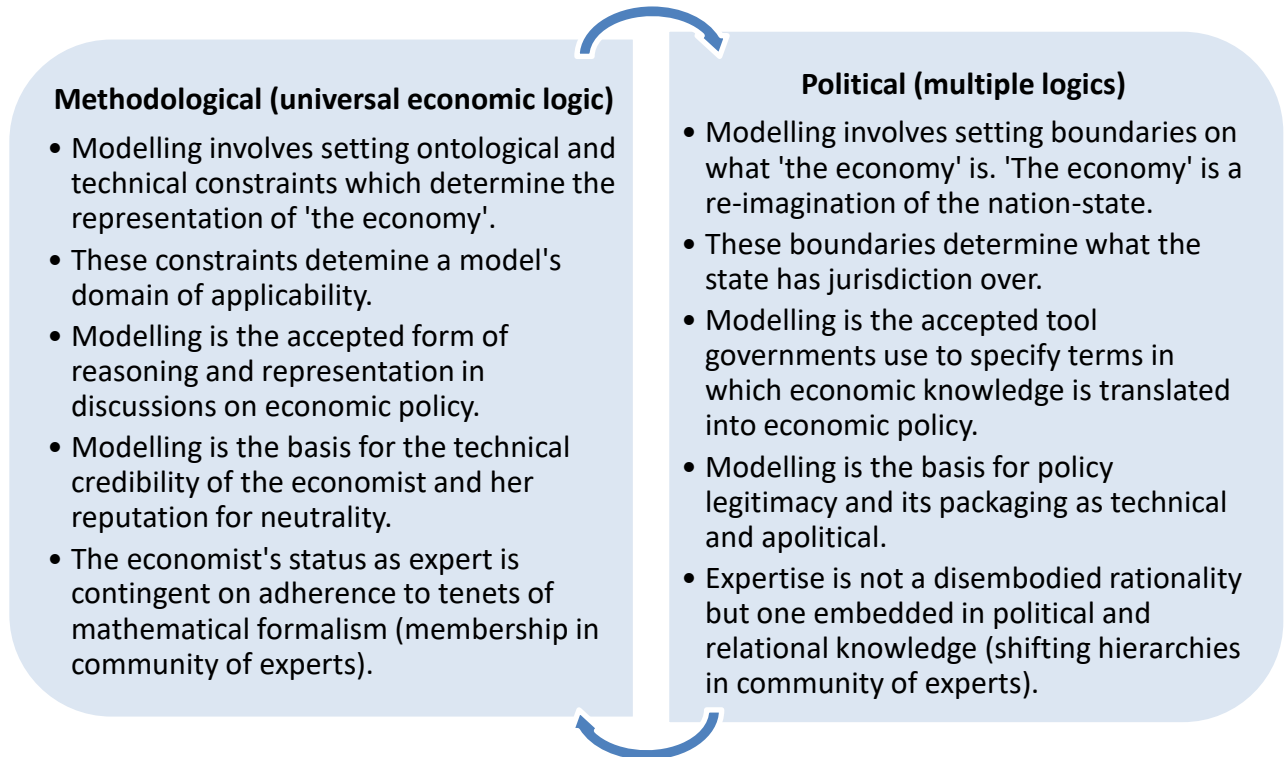 Methodological (universal economic logic)
• Modelling involves setting ontological and
technical constraints which determine the
representation of 'the economy'.
• These constraints detemine a model's
domain of applicability.
• Modelling is the accepted form of
reasoning and representation in
discussions on economic policy.
• Modelling is the basis for the technical
credibility of the economist and her
reputation for neutrality.
• The economist's status as expert is
contingent on adherence to tenets of
mathematical formalism (membership in
community of experts).
Political (multiple logics)
• Modelling involves setting boundaries on
what 'the economy' is. 'The economy' is a
re-imagination of the nation-state.
• These boundaries determine what the
state has jurisdiction over.
• Modelling is the accepted tool
governments use to specify terms in
which economic knowledge is translated
into economic policy.
• Modelling is the basis for policy
legitimacy and its packaging as technical
and apolitical.
• Expertise is not a disembodied rationality
but one embedded in political and
relational knowledge (shifting hierarchies
in community of experts).